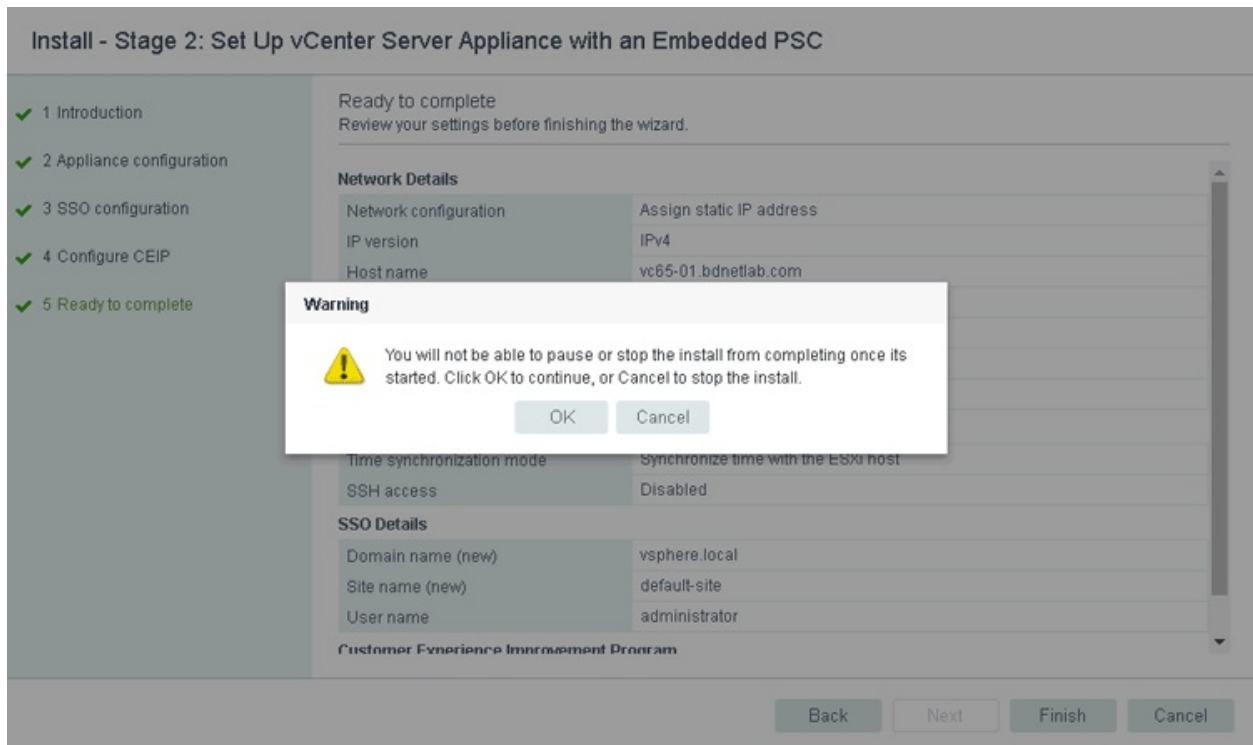 Install - Stage 2: Set Up vCenter Server Appliance with an Embedded PSC
1 Introduction
2 Appliance configuration
3 SSO configuration
4 Configure CEIP
5 Ready to complete
Ready to complete
Review your settings before finishing the wizard.
Network Details
Network configuration Assign static IP address
IP version IPv4
Host name vc65-01.bdnetlab.com
Warning
You will not be able to pause or stop the install from completing once its
started. Click OK to continue, or Cancel to stop the install.
OK Cancel
Time synchronization mode Synchronize time with the ESXi host
SSH access Disabled
SSO Details
Domain name (new) vsphere.local
Site name (new) default-site
User name administrator
Customer Experience Improvement Program
Back Next Finish Cancel